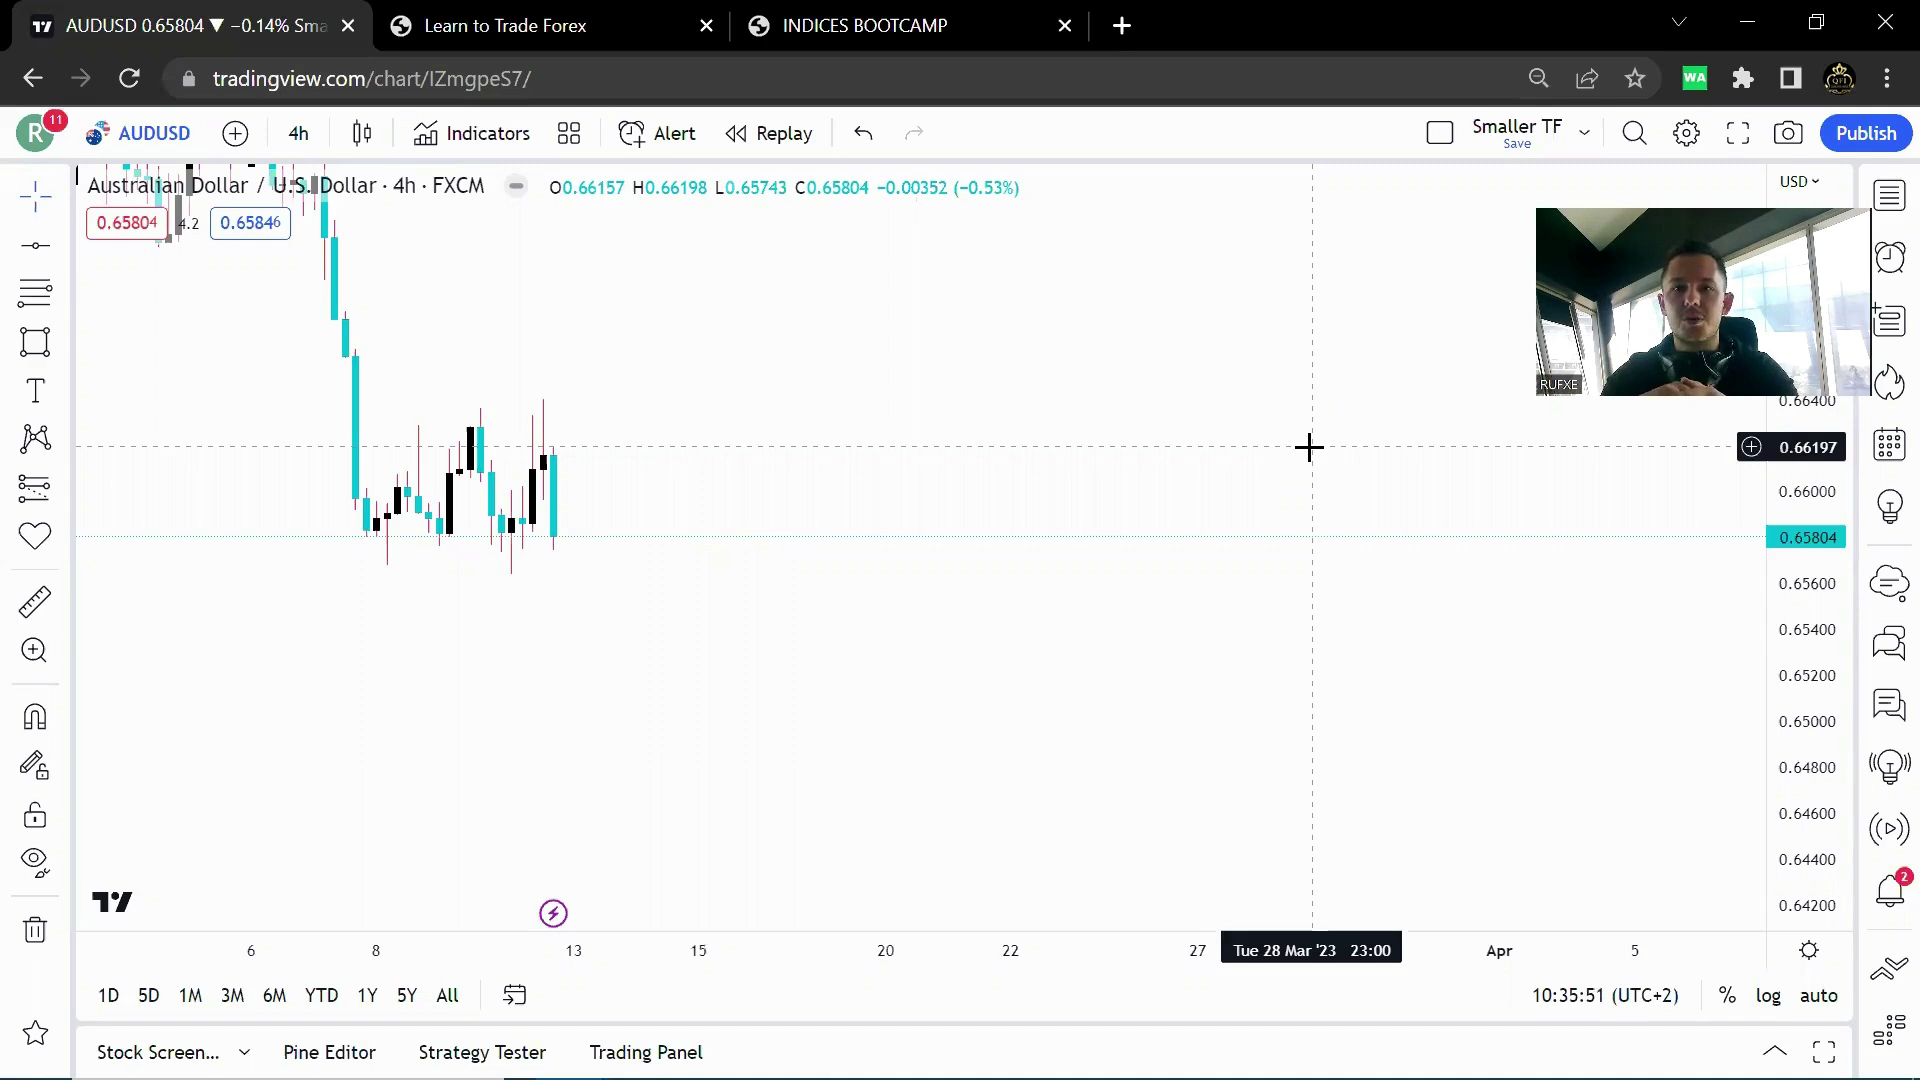 AUDUSD 0.65804 ▼ −0.14% Sma
Learn to Trade Forex
INDICES BOOTCAMP
tradingview.com/chart/IZmgpeS7/
WA
R
11
AUDUSD
4h
Indicators
Alert
Replay
Smaller TF
Save
Publish
Australian Dollar / U.S. Dollar · 4h · FXCM
O0.66157 H0.66198 L0.65743 C0.65804 −0.00352 (−0.53%)
USD
0.65804
4.2
0.65846
RUFXE
0.66400
0.66197
0.66000
0.65804
0.65600
0.65400
0.65200
0.65000
0.64800
0.64600
0.64400
0.64200
2
6 8 13 15 20 22 27 Tue 28 Mar '23 23:00 Apr 5
1D 5D 1M 3M 6M YTD 1Y 5Y All
10:35:51 (UTC+2) % log auto
Stock Screen... Pine Editor Strategy Tester Trading Panel